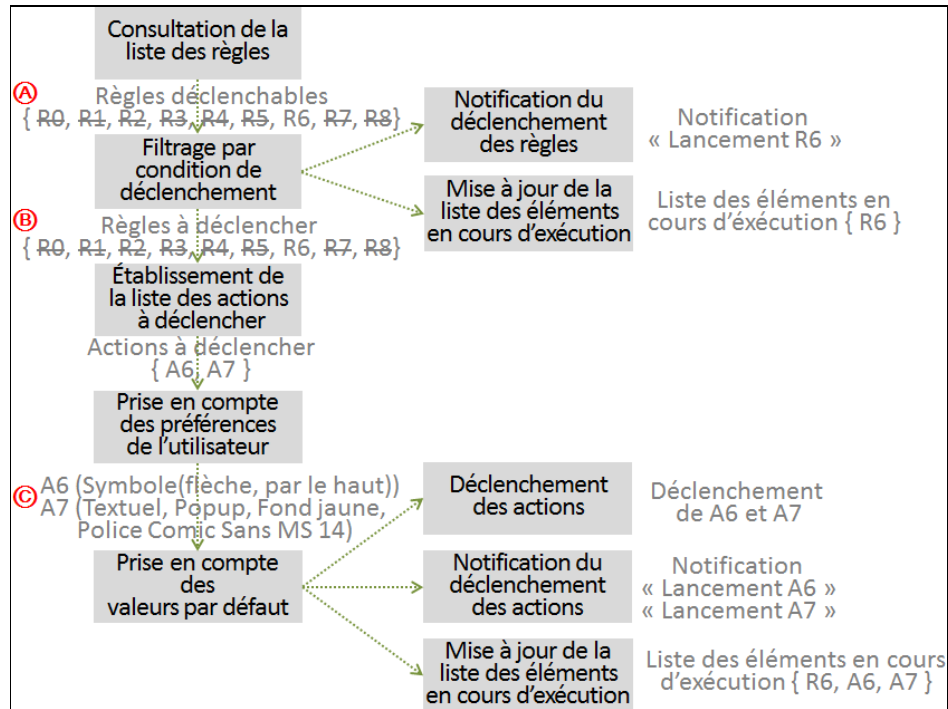 Consultation de la
liste des règles
Ⓐ Règles déclenchables
{ R0, R1, R2, R3, R4, R5, R6, R7, R8}
Filtrage par
condition de
déclenchement
Notification du
déclenchement
des règles
Notification
« Lancement R6 »
Mise à jour de la
liste des éléments
en cours d'exécution
Liste des éléments en
cours d'éxécution { R6 }
Ⓑ Règles à déclencher
{ R0, R1, R2, R3, R4, R5, R6, R7, R8}
Établissement de
la liste des actions
à déclencher
Actions à déclencher
{ A6, A7 }
Prise en compte
des préférences
de l'utilisateur
Ⓒ A6 (Symbole(flèche, par le haut))
A7 (Textuel, Popup, Fond jaune,
Police Comic Sans MS 14)
Prise en compte
des
valeurs par défaut
Déclenchement
des actions
Déclenchement
de A6 et A7
Notification du
déclenchement
des actions
Notification
« Lancement A6 »
« Lancement A7 »
Mise à jour de la
liste des éléments
en cours d'exécution
Liste des éléments en cours
d'exécution { R6, A6, A7 }